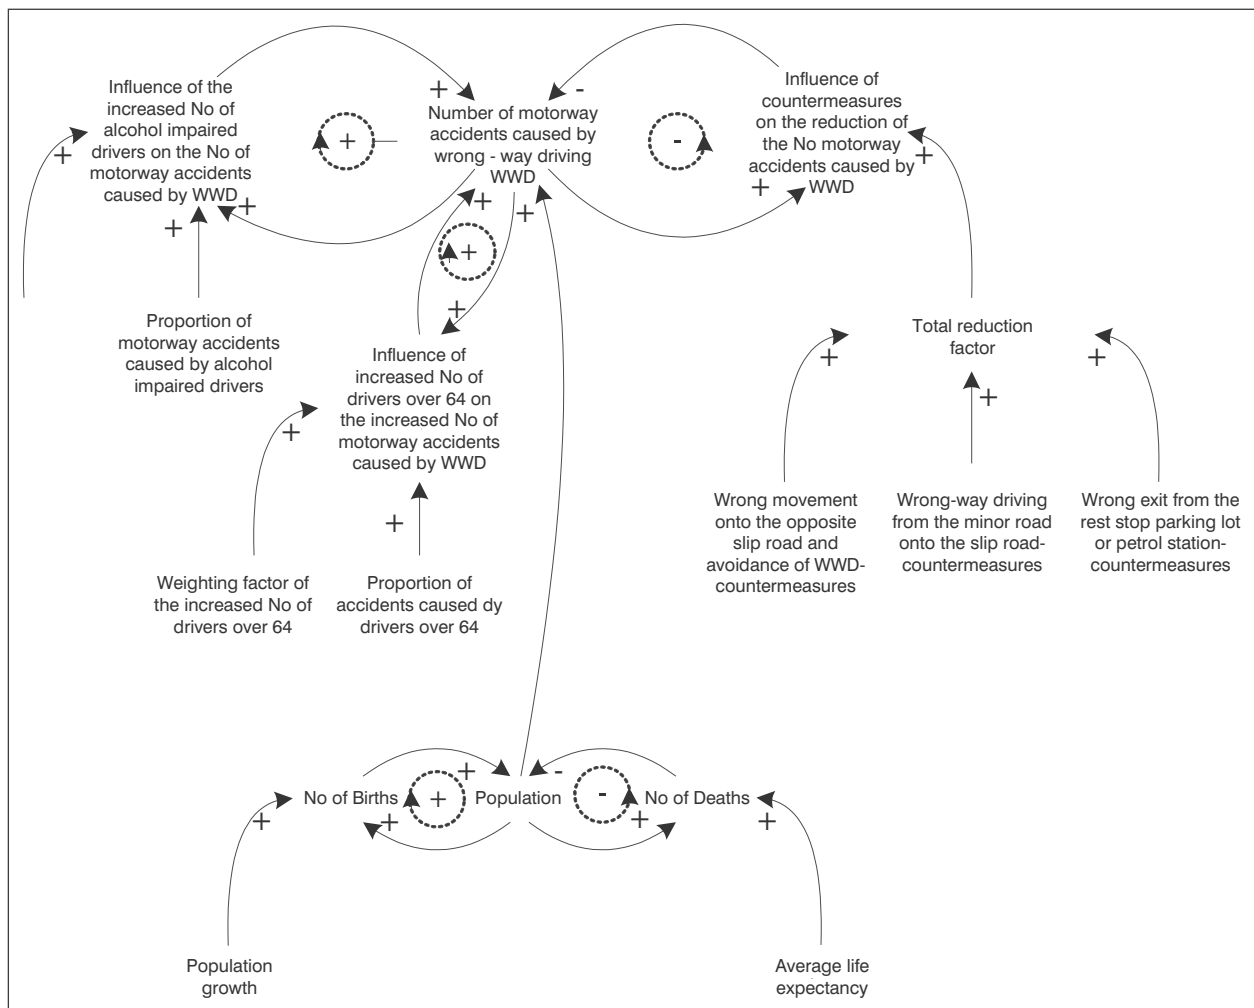 Influence of the
increased No of
alcohol impaired
drivers on the No of
motorway accidents
caused by WWD
+
+
+
+
Number of motorway
accidents caused by
wrong - way driving
WWD
+
-
-
Influence of
countermeasures
on the reduction of
the No motorway
accidents caused by
WWD
+
+
+
+
+
+
Proportion of
motorway accidents
caused by alcohol
impaired drivers
Influence of
increased No of
drivers over 64 on
the increased No of
motorway accidents
caused by WWD
+
+
Total reduction
factor
+
+
+
Weighting factor of
the increased No of
drivers over 64
Proportion of
accidents caused dy
drivers over 64
Wrong movement
onto the opposite
slip road and
avoidance of WWD-
countermeasures
Wrong-way driving
from the minor road
onto the slip road-
countermeasures
Wrong exit from the
rest stop parking lot
or petrol station-
countermeasures
No of Births
+
+
+
+
Population
-
-
+
No of Deaths
+
Population
growth
Average life
expectancy